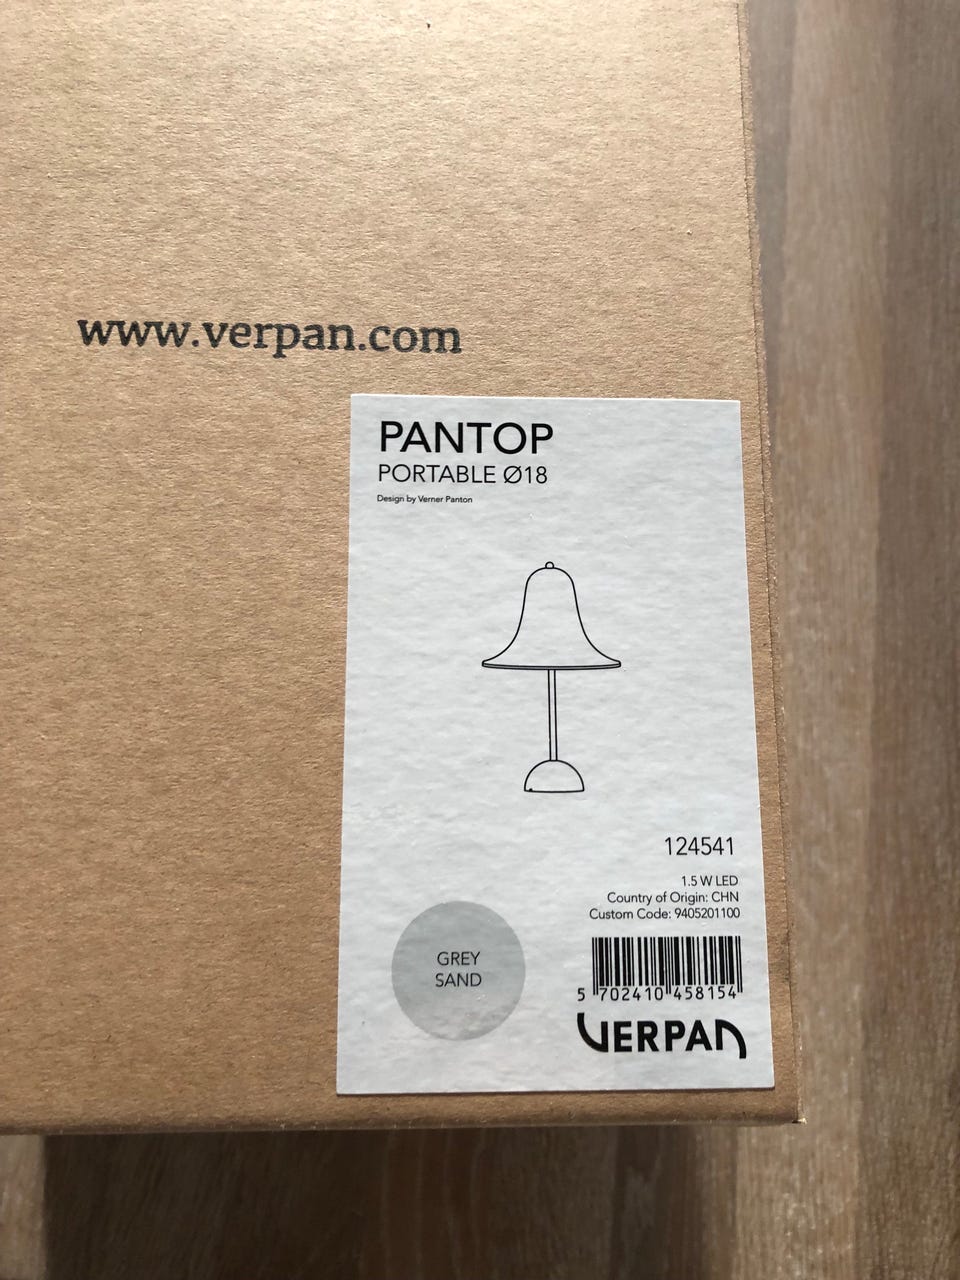 www.verpan.com
PANTOP
PORTABLE Ø18
Design by Verner Panton
124541
1.5 W LED
Country of Origin: CHN
Custom Code: 9405201100
GREY
SAND
5 702410 458154
VERPAN